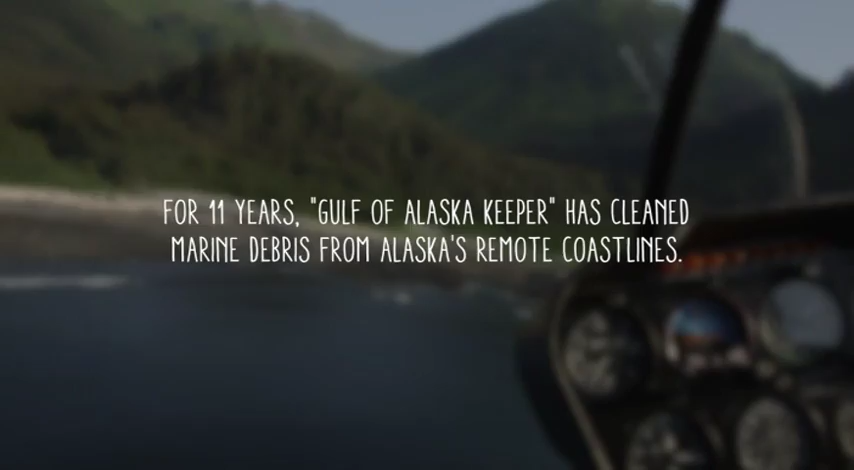 FOR 11 YEARS, "GULF OF ALASKA KEEPER" HAS CLEANED
MARINE DEBRIS FROM ALASKA'S REMOTE COASTLINES.